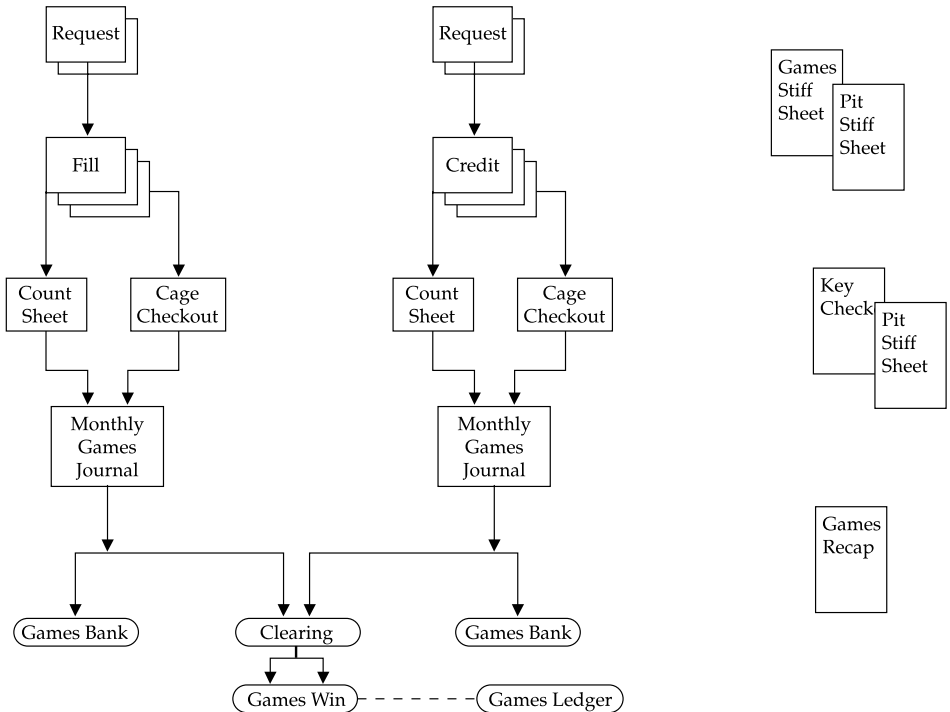 Request
Request
Games
Stiff
Sheet
Pit
Stiff
Sheet
Fill
Credit
Count
Sheet
Cage
Checkout
Count
Sheet
Cage
Checkout
Key
Check
Pit
Stiff
Sheet
Monthly
Games
Journal
Monthly
Games
Journal
Games
Recap
Games Bank
Clearing
Games Bank
Games Win
Games Ledger